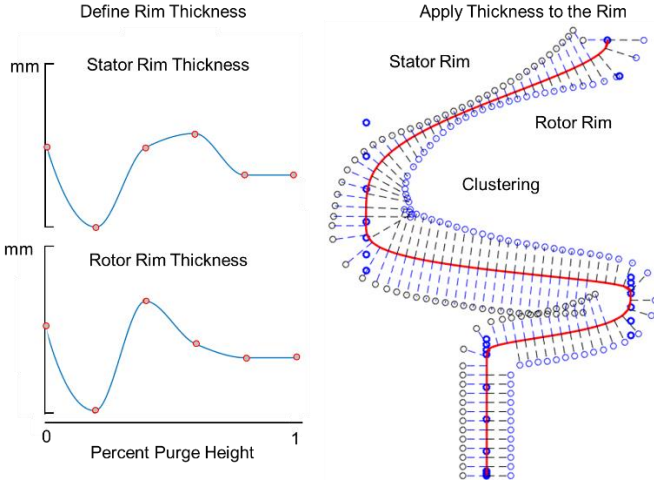 Define Rim Thickness
Apply Thickness to the Rim
mm
Stator Rim Thickness
Stator Rim
Rotor Rim
Clustering
mm
Rotor Rim Thickness
0
1
Percent Purge Height